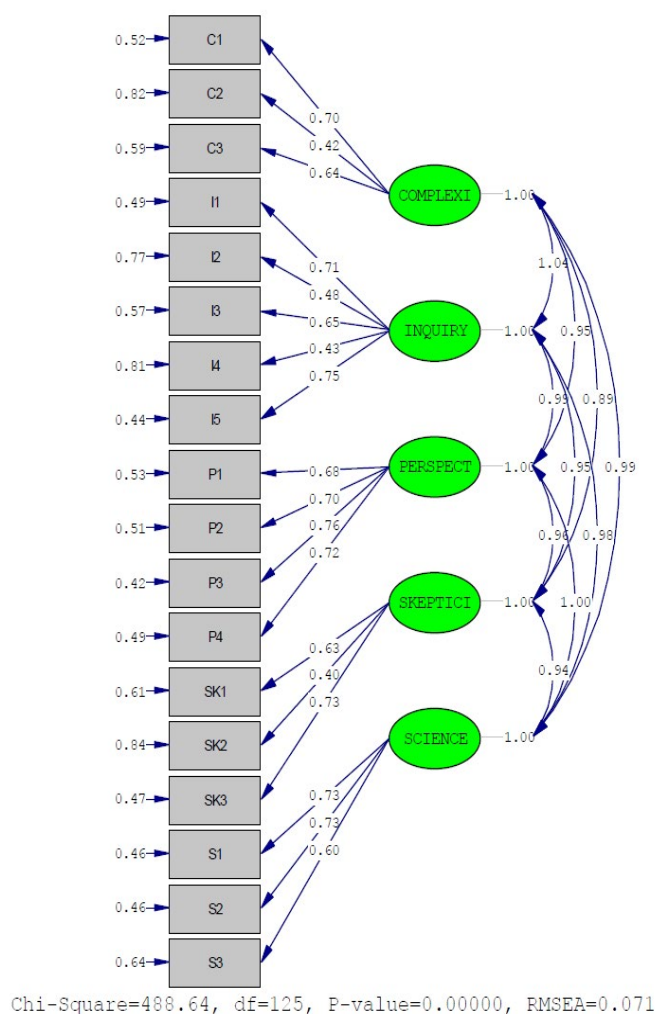 0.52 C1
0.82 C2
0.70
0.42
0.59 C3
0.64
COMPLEXI 1.00
0.49 I1
0.77 I2
0.71
1.04
0.48
0.57 I3
0.65
INQUIRY 1.00 0.95
0.43
0.81 I4
0.75
0.99 0.89
0.44 I5
0.53 P1
0.68
PERSPECT 1.00 0.95 0.99
0.70
0.51 P2
0.76
0.72
0.96 0.98
0.42 P3
SKEPTICI 1.00 1.00
0.49 P4
0.63
0.94
0.61 SK1
0.40
0.73
0.84 SK2
SCIENCE 1.00
0.47 SK3
0.73
0.73
0.46 S1
0.60
0.46 S2
0.64 S3
Chi-Square=488.64, df=125, P-value=0.00000, RMSEA=0.071